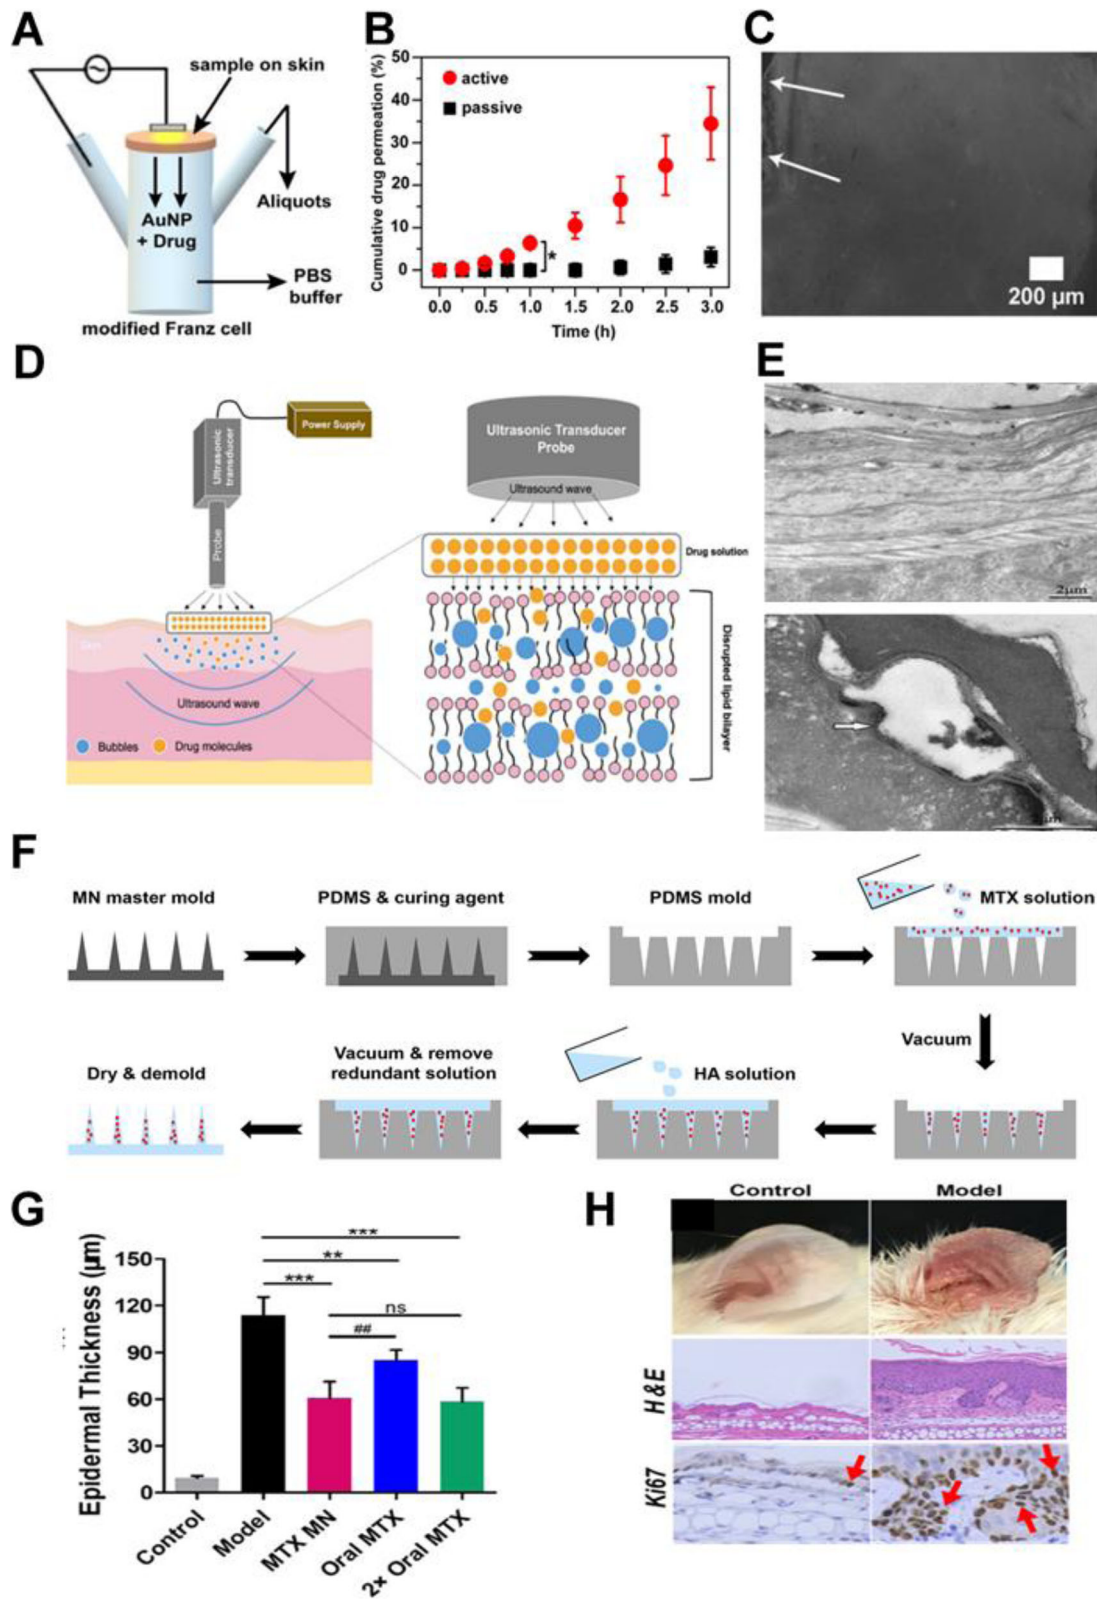 A
sample on skin
AuNP
+ Drug
Aliquots
PBS
buffer
modified Franz cell
B
Cumulative drug permeation (%)
50
40
30
20
10
0
active
passive
*
0.0
0.5
1.0
1.5
2.0
2.5
3.0
Time (h)
C
200 µm
D
Power Supply
Ultrasonic
transducer
Probe
Ultrasound wave
Bubbles
Drug molecules
Ultrasonic Transducer
Probe
Ultrasound wave
Drug solution
Disrupted lipid bilayer
E
2µm
F
MN master mold
PDMS & curing agent
PDMS mold
MTX solution
Vacuum
HA solution
Vacuum & remove
redundant solution
Dry & demold
G
Epidermal Thickness (µm)
150
120
90
60
30
0
***
**
***
ns
##
Control
Model
MTX MN
Oral MTX
2× Oral MTX
H
Control
Model
H&E
Ki67